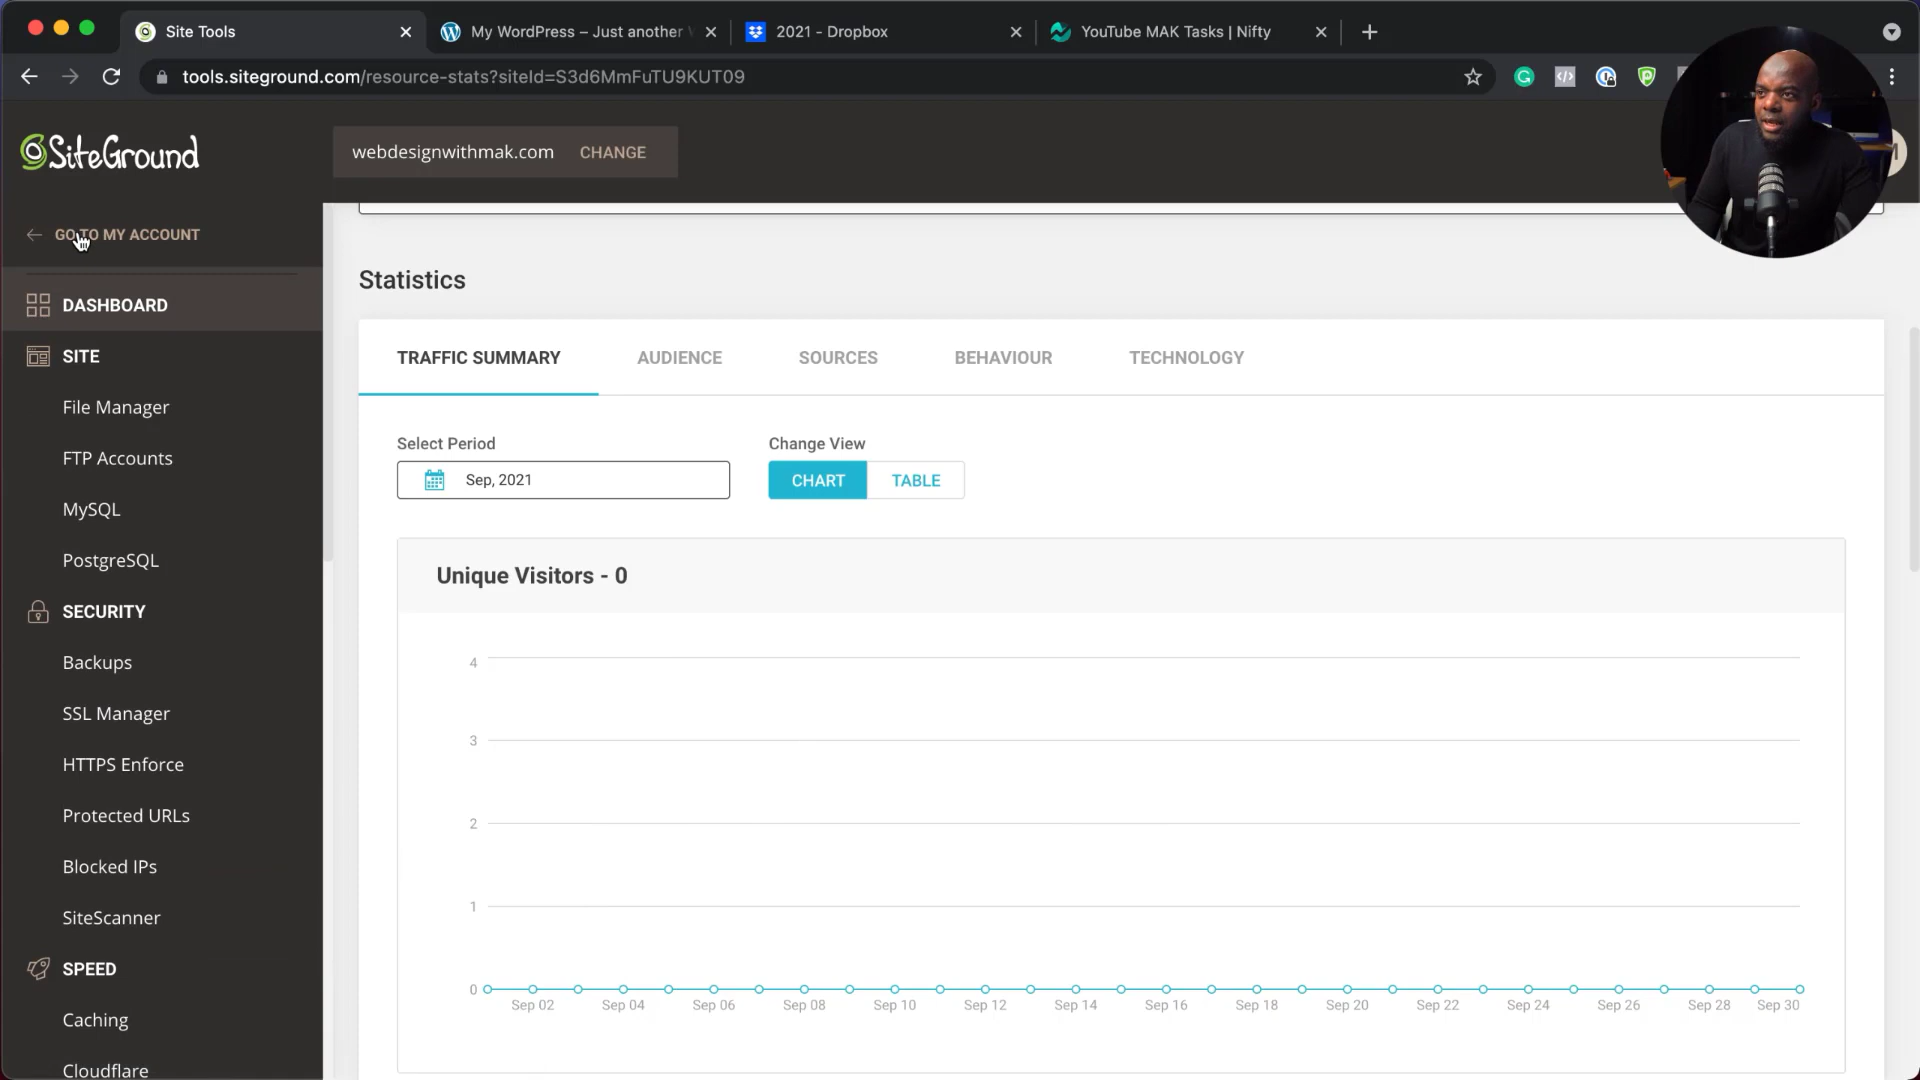 Site Tools
My WordPress – Just another
2021 - Dropbox
YouTube MAK Tasks | Nifty
tools.siteground.com/resource-stats?siteId=S3d6MmFuTU9KUT09
SiteGround
webdesignwithmak.com CHANGE
GO TO MY ACCOUNT
DASHBOARD
SITE
File Manager
FTP Accounts
MySQL
PostgreSQL
SECURITY
Backups
SSL Manager
HTTPS Enforce
Protected URLs
Blocked IPs
SiteScanner
SPEED
Caching
Cloudflare
Statistics
TRAFFIC SUMMARY AUDIENCE SOURCES BEHAVIOUR TECHNOLOGY
Select Period Change View
Sep, 2021 CHART TABLE
Unique Visitors - 0
4
3
2
1
0
Sep 02 Sep 04 Sep 06 Sep 08 Sep 10 Sep 12 Sep 14 Sep 16 Sep 18 Sep 20 Sep 22 Sep 24 Sep 26 Sep 28 Sep 30